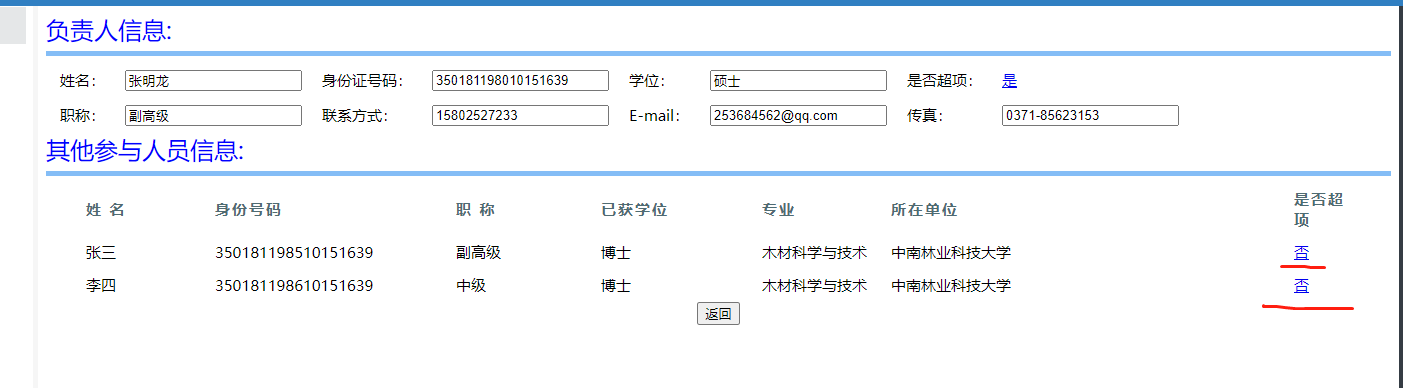 负责人信息:
姓名: 张明龙 身份证号码: 350181198010151639 学位: 硕士 是否超项: 是
职称: 副高级 联系方式: 15802527233 E-mail: 253684562@qq.com 传真: 0371-85623153
其他参与人员信息:
姓 名 身份号码 职 称 已获学位 专业 所在单位 是否超
项
张三 350181198510151639 副高级 博士 木材科学与技术 中南林业科技大学 否
李四 350181198610151639 中级 博士 木材科学与技术 中南林业科技大学 否
返回